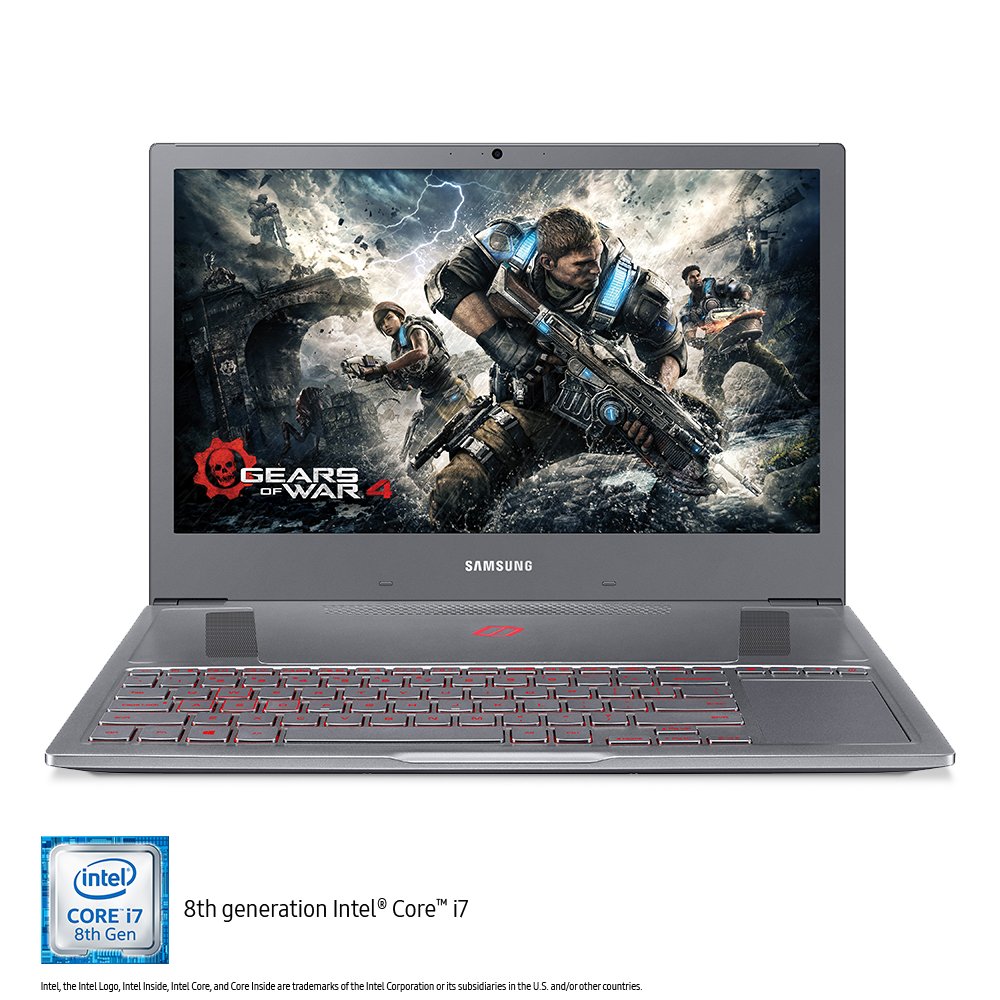 GEARS
OF WAR 4
SAMSUNG
intel
CORE™ i7
8th Gen
8th generation Intel® Core™ i7
Intel, the Intel Logo, Intel Inside, Intel Core, and Core Inside are trademarks of the Intel Corporation or its subsidiaries in the U.S. and/or other countries.